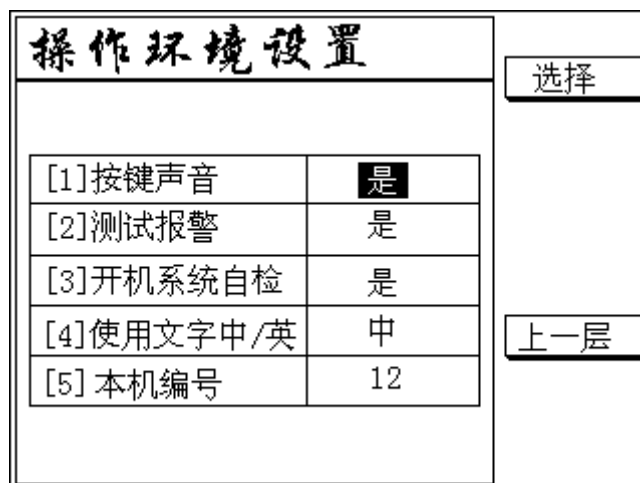 操作环境设置
选择
[1]按键声音 是
[2]测试报警 是
[3]开机系统自检 是
[4]使用文字中/英 中
上一层
[5]本机编号 12